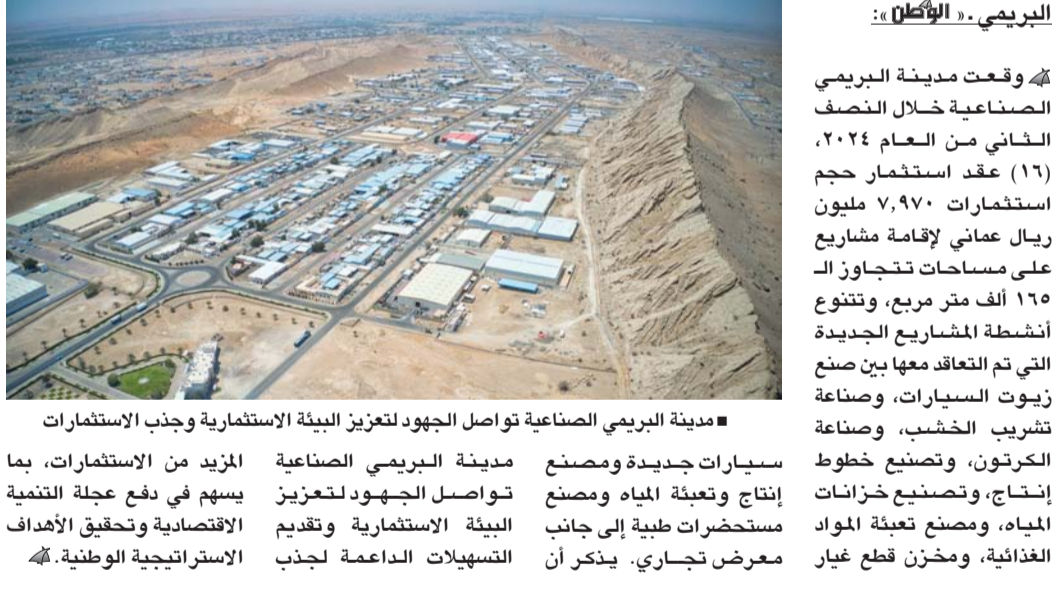 البريمي ـ « الوطن »:
وقعت مدينة البريمي
الصناعية خلال النصف
الثاني من العام ٢٠٢٤،
(١٦) عقد استثمار حجم
استثمارات ٧,٩٧٠ مليون
ريال عماني لإقامة مشاريع
على مساحات تتجاوز الـ
١٦٥ ألف متر مربع، وتتنوع
أنشطة المشاريع الجديدة
التي تم التعاقد معها بين صنع
زيوت السيارات، وصناعة
تشريب الخشب، وصناعة
الكرتون، وتصنيع خطوط
إنتاج، وتصنيع خزانات
المياه، ومصنع تعبئة المواد
الغذائية، ومخزن قطع غيار
■ مدينة البريمي الصناعية تواصل الجهود لتعزيز البيئة الاستثمارية وجذب الاستثمارات
سيارات جديدة ومصنع
إنتاج وتعبئة المياه ومصنع
مستحضرات طبية إلى جانب
معرض تجاري. يذكر أن
مدينة البريمي الصناعية
تواصل الجهود لتعزيز
البيئة الاستثمارية وتقديم
التسهيلات الداعمة لجذب
المزيد من الاستثمارات، بما
يسهم في دفع عجلة التنمية
الاقتصادية وتحقيق الأهداف
الاستراتيجية الوطنية.